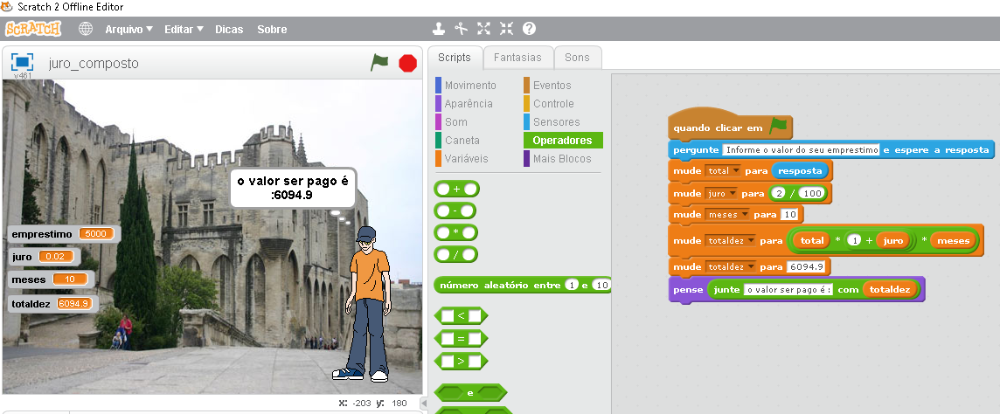 Scratch 2 Offline Editor
SCRATCH Arquivo Editar Dicas Sobre
juro_composto
v461
Scripts Fantasias Sons
Movimento Eventos
Aparência Controle
Som Sensores
Caneta Operadores
Variáveis Mais Blocos
+
-
*
/
número aleatório entre 1 e 10
<
=
>
e
o valor ser pago é
:6094.9
emprestimo 5000
juro 0.02
meses 10
totaldez 6094.9
x: -203 y: 180
quando clicar em
pergunte Informe o valor do seu emprestimo e espere a resposta
mude total para resposta
mude juro para 2 / 100
mude meses para 10
mude totaldez para total * 1 + juro * meses
mude totaldez para 6094.9
pense junte o valor ser pago é : com totaldez